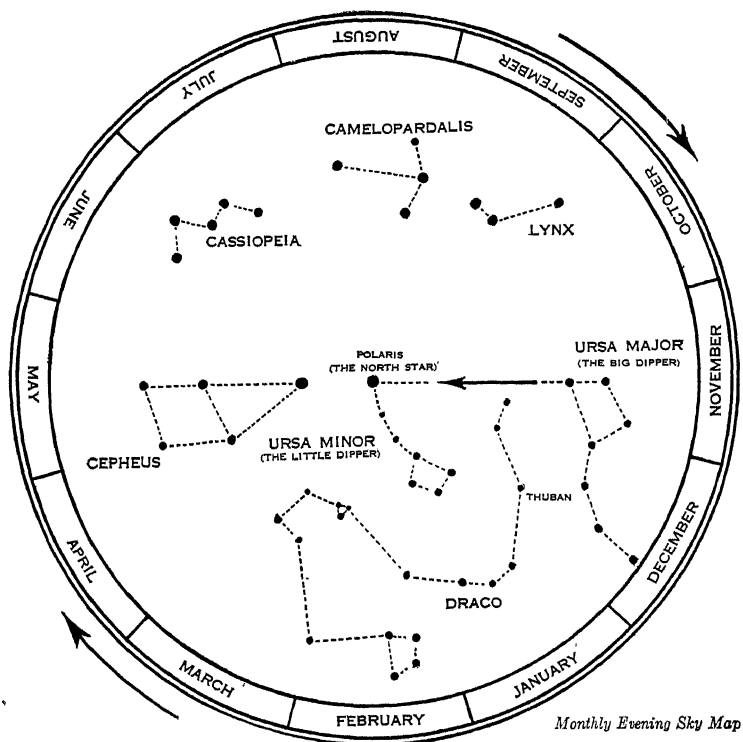 AUGUST
SEPTEMBER
JULY
CAMELOPARDALIS
OCTOBER
JUNE
CASSIOPEIA
LYNX
POLARIS
(THE NORTH STAR)
URSA MAJOR
(THE BIG DIPPER)
MAY
NOVEMBER
URSA MINOR
(THE LITTLE DIPPER)
CEPHEUS
THUBAN
APRIL
DECEMBER
DRACO
MARCH
JANUARY
FEBRUARY
Monthly Evening Sky Map